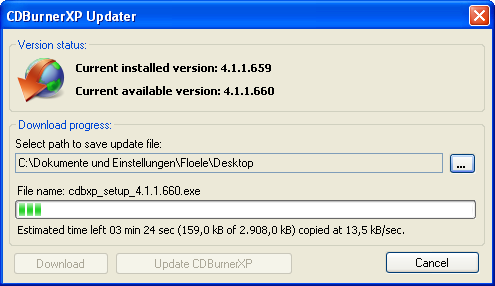 CDBurnerXP Updater
Version status:
Current installed version: 4.1.1.659
Current available version: 4.1.1.660
Download progress:
Select path to save update file:
C:\Dokumente und Einstellungen\Floele\Desktop
...
File name: cdbxp_setup_4.1.1.660.exe
Estimated time left 03 min 24 sec (159,0 kB of 2.908,0 kB) copied at 13,5 kB/sec.
Download
Update CDBurnerXP
Cancel